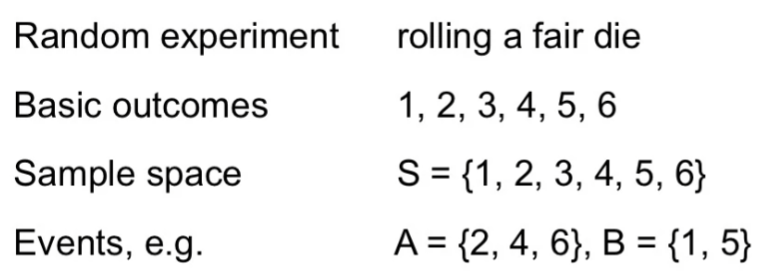 Random experiment rolling a fair die
Basic outcomes 1, 2, 3, 4, 5, 6
Sample space S = {1, 2, 3, 4, 5, 6}
Events, e.g. A = {2, 4, 6}, B = {1, 5}